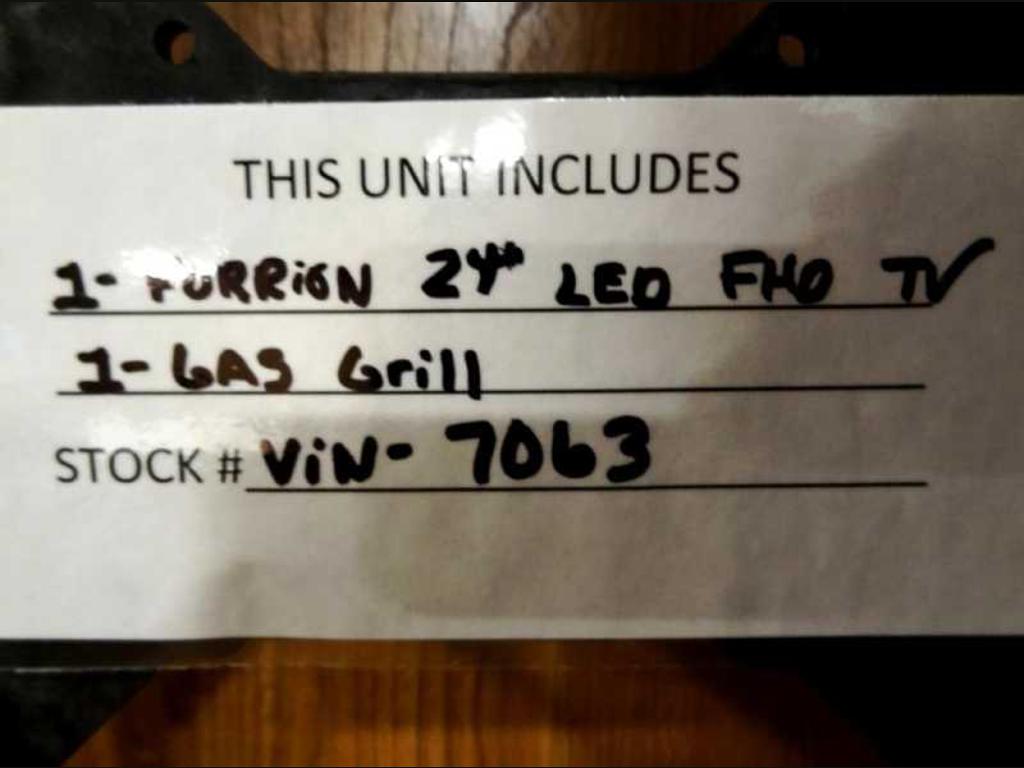 THIS UNIT INCLUDES
1- FURRiON 24" LED FHD TV
1- GAS Grill
STOCK # ViN- 7063